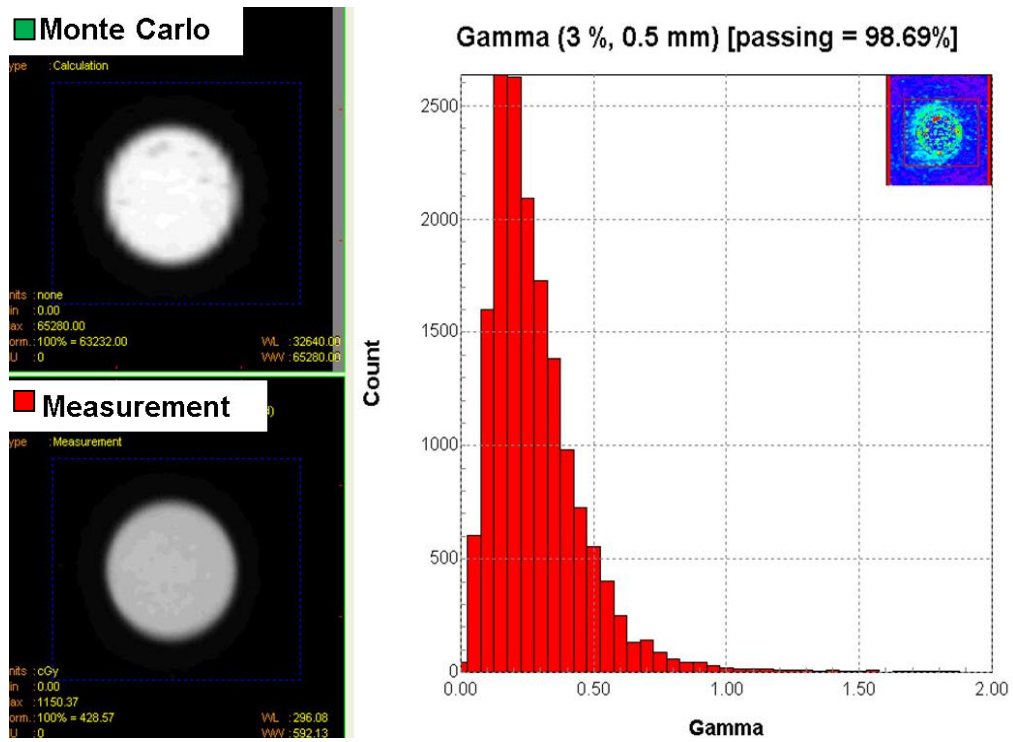 Monte Carlo
ype : Calculation
nits : none
in : 0.00
ax : 65280.00
orm. : 100% = 63232.00
U : 0
WL : 32640.00
WW : 65280.00
Measurement
ype : Measurement
nits : cGy
in : 0.00
ax : 1150.37
orm. : 100% = 428.57
U : 0
WL : 296.08
WW : 592.13
Gamma (3 %, 0.5 mm) [passing = 98.69%]
Count
2500
2000
1500
1000
500
0
0.00
0.50
1.00
1.50
2.00
Gamma